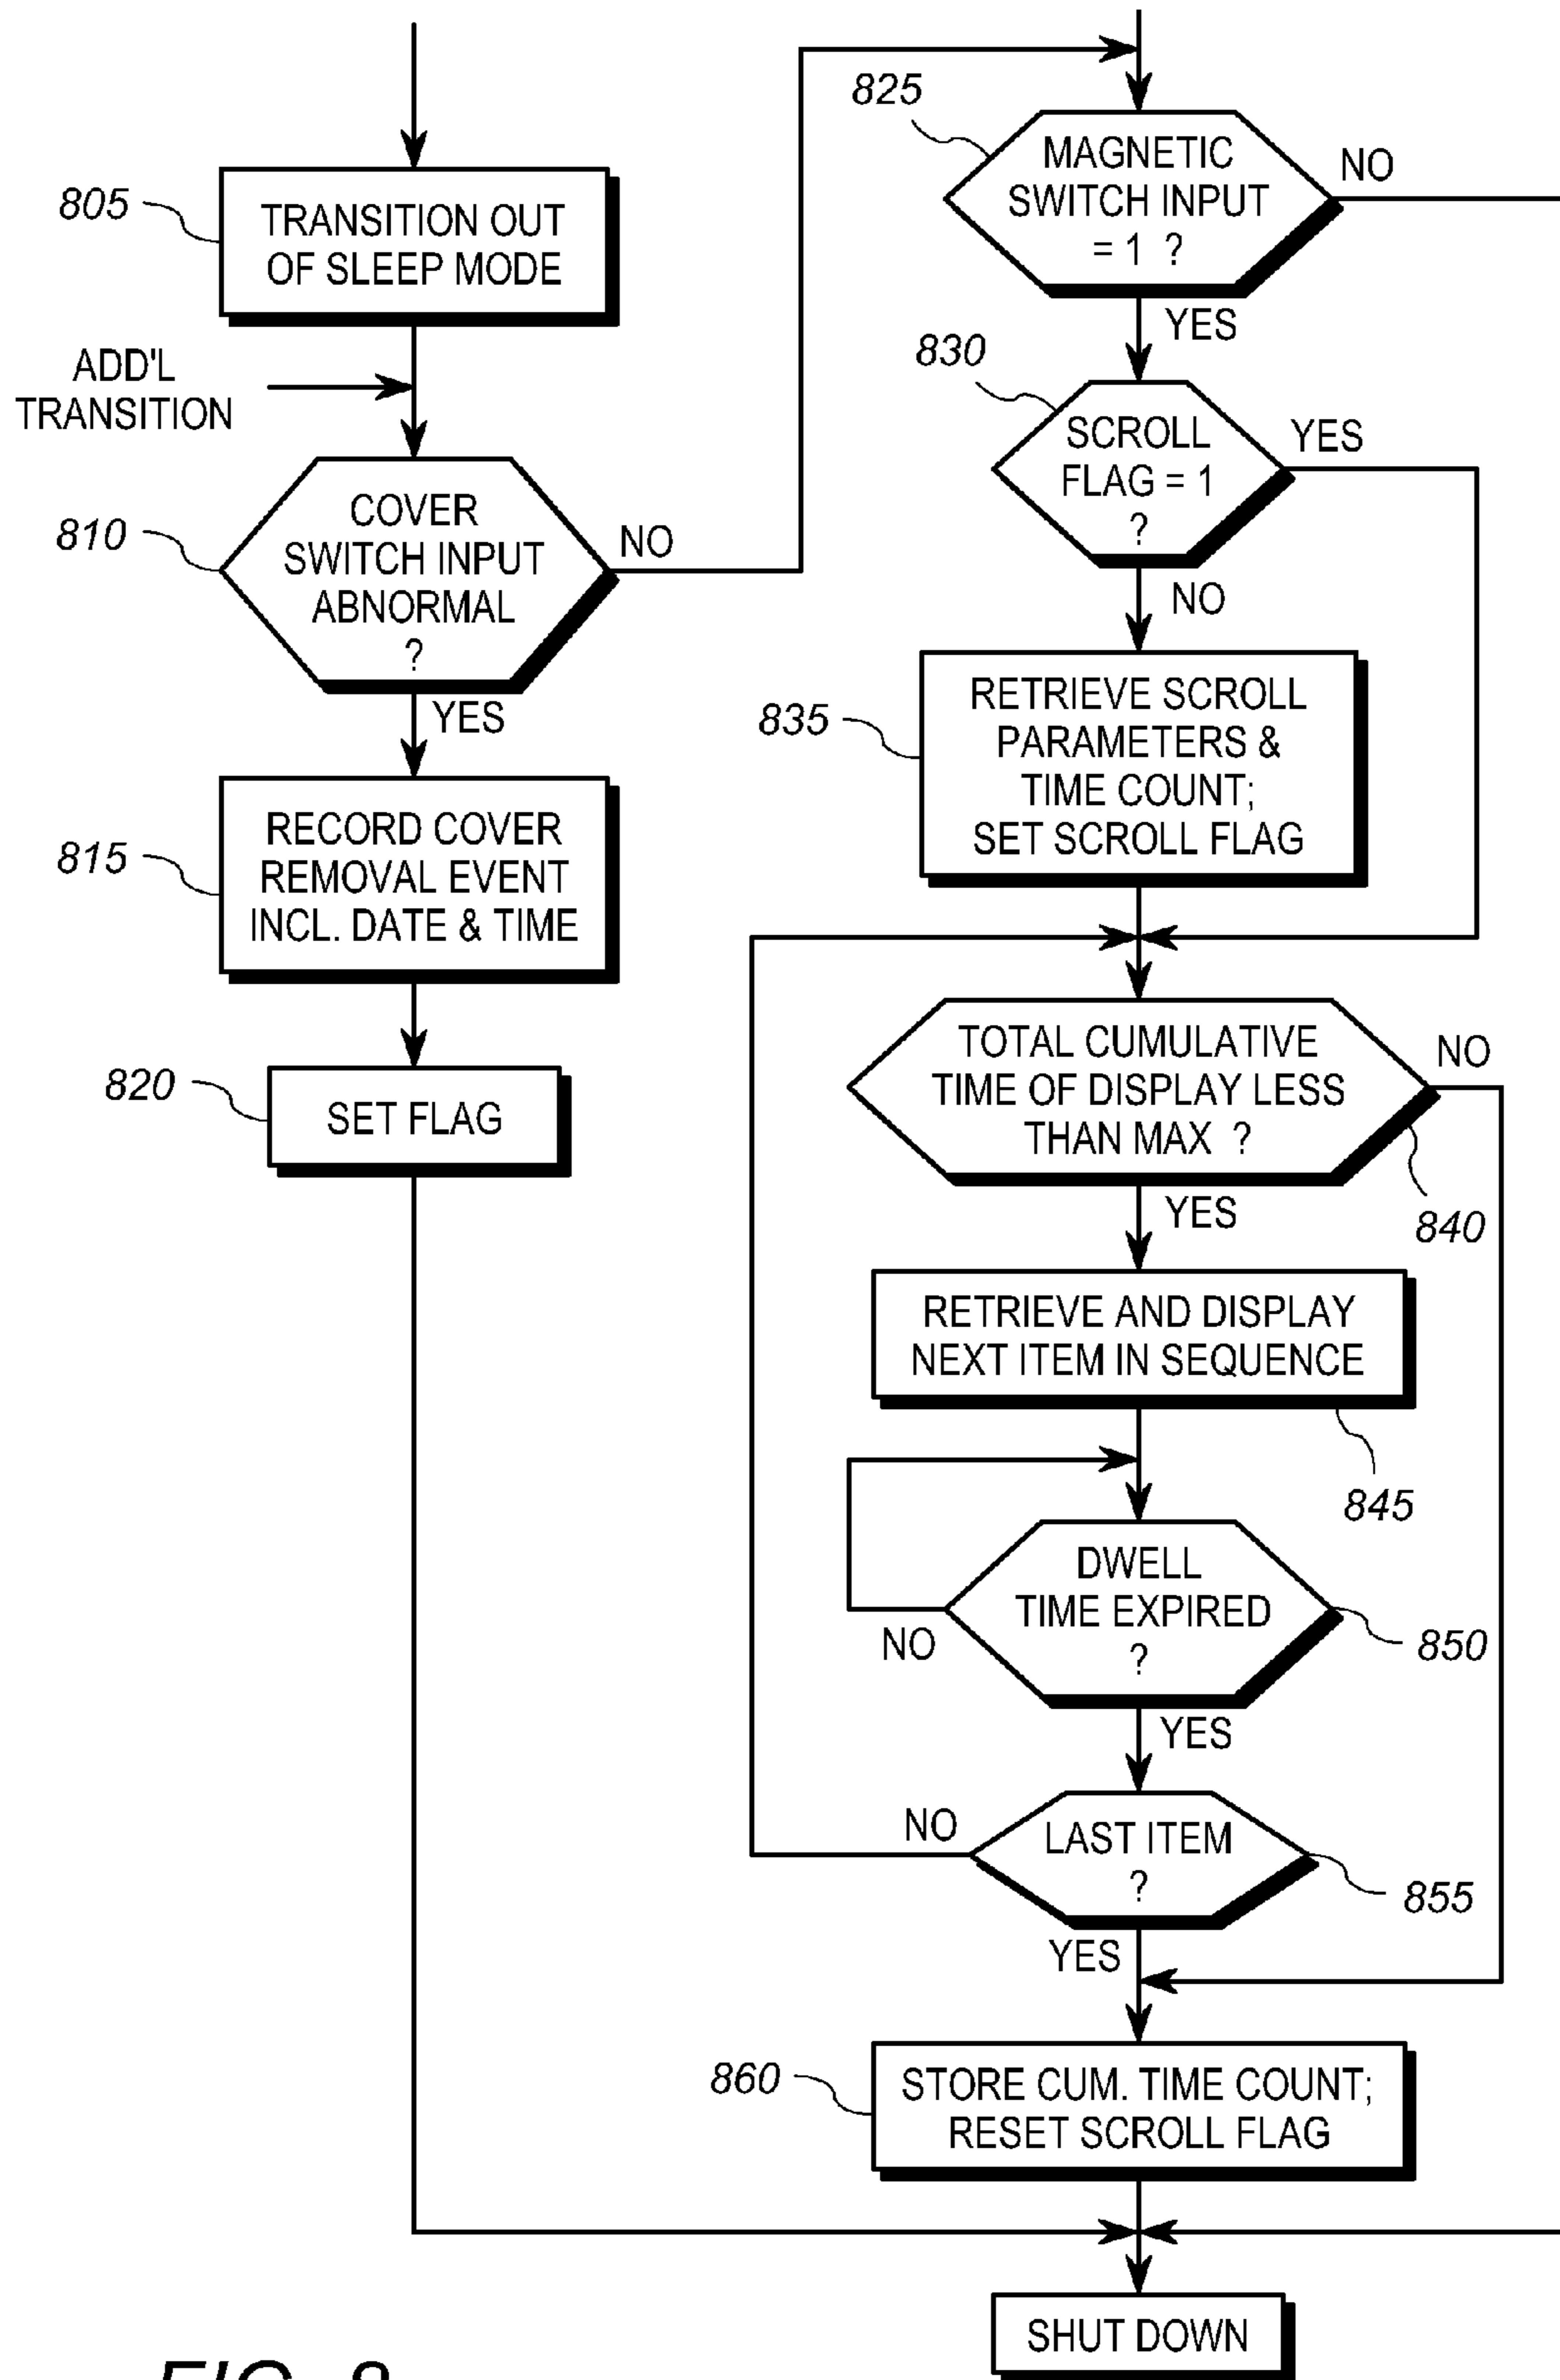 805
TRANSITION OUT
OF SLEEP MODE
ADD'L
TRANSITION
810
COVER
SWITCH INPUT
ABNORMAL
?
NO
YES
815
RECORD COVER
REMOVAL EVENT
INCL. DATE & TIME
820
SET FLAG
825
MAGNETIC
SWITCH INPUT
= 1 ?
NO
YES
830
SCROLL
FLAG = 1
?
YES
NO
835
RETRIEVE SCROLL
PARAMETERS &
TIME COUNT;
SET SCROLL FLAG
TOTAL CUMULATIVE
TIME OF DISPLAY LESS
THAN MAX ?
NO
840
YES
RETRIEVE AND DISPLAY
NEXT ITEM IN SEQUENCE
845
DWELL
TIME EXPIRED
?
NO
850
YES
LAST ITEM
?
NO
855
YES
860
STORE CUM. TIME COUNT;
RESET SCROLL FLAG
SHUT DOWN